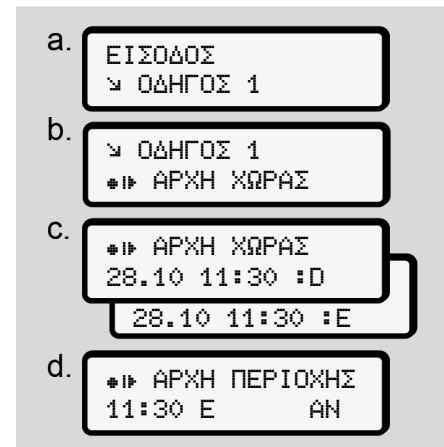 a.
ΕΙΣΟΔΟΣ
↘ ΟΔΗΓΟΣ 1
b.
↘ ΟΔΗΓΟΣ 1
ΑΡΧΗ ΧΩΡΑΣ
c.
ΑΡΧΗ ΧΩΡΑΣ
28.10 11:30 :D
28.10 11:30 :E
d.
ΑΡΧΗ ΠΕΡΙΟΧΗΣ
11:30 E AN